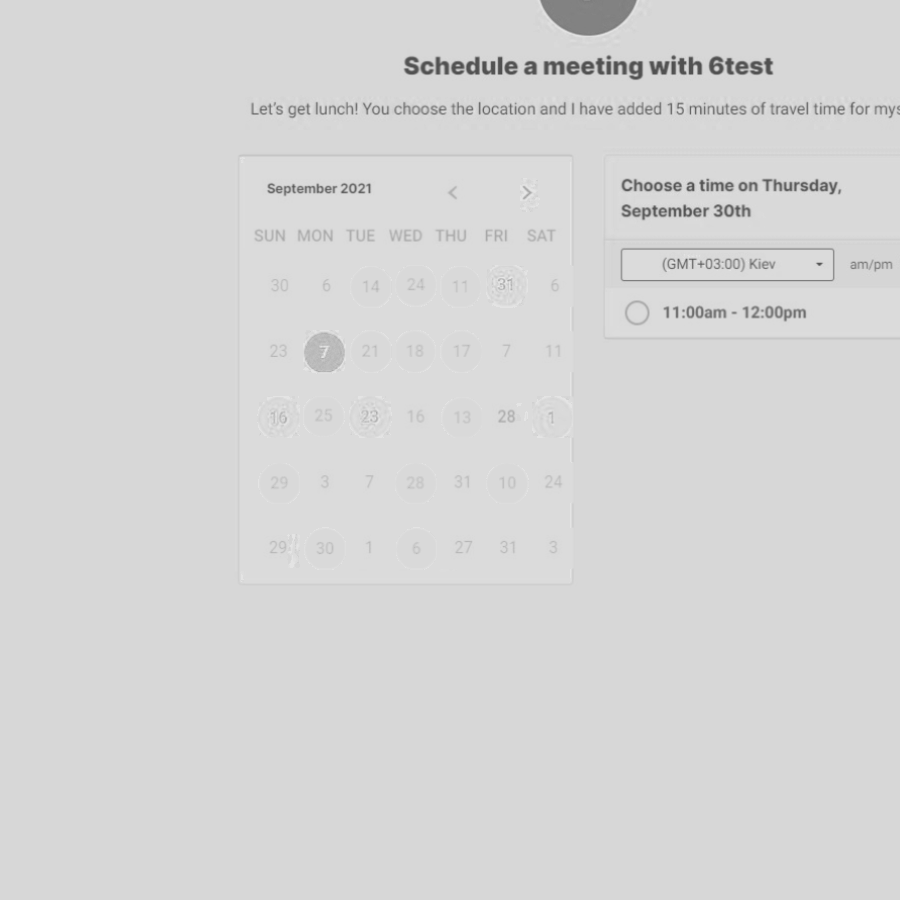 Schedule a meeting with 6test
Let's get lunch! You choose the location and I have added 15 minutes of travel time for mys
September 2021
SUN MON TUE WED THU FRI SAT
30 6 14 24 11 31 6
23 7 21 18 17 7 11
16 25 23 16 13 28 1
29 3 7 28 31 10 24
29 30 1 6 27 31 3
Choose a time on Thursday,
September 30th
(GMT+03:00) Kiev am/pm
11:00am - 12:00pm